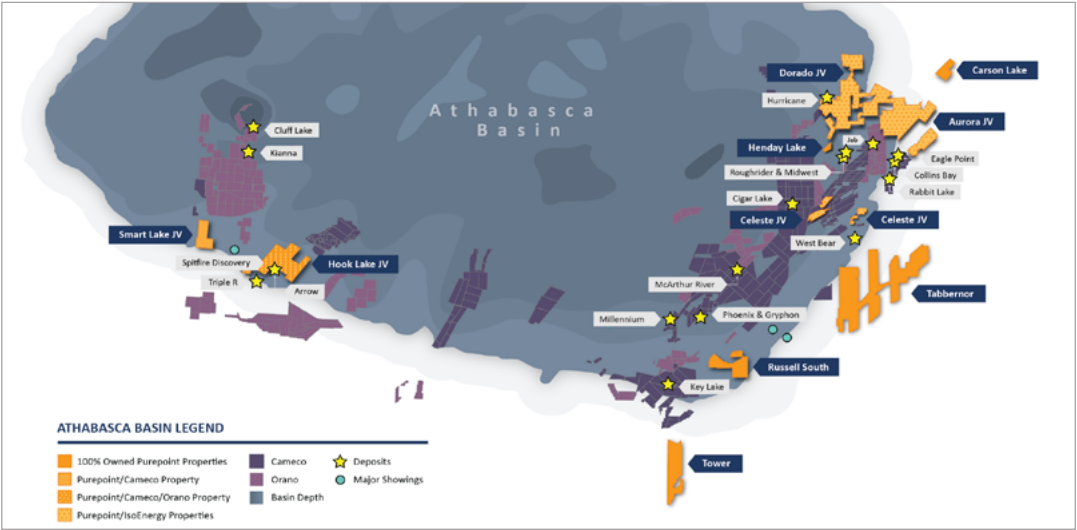 Athabasca
Basin
Dorado JV
Carson Lake
Hurricane
Aurora JV
Cluff Lake
Kianna
Henday Lake
Jeb
Eagle Point
Roughrider & Midwest
Collins Bay
Rabbit Lake
Cigar Lake
Celeste JV
Celeste JV
Smart Lake JV
West Bear
Spitfire Discovery
Hook Lake JV
Triple R
Arrow
McArthur River
Tabbernor
Millennium
Phoenix & Gryphon
Russell South
Key Lake
Tower
ATHABASCA BASIN LEGEND
100% Owned Purepoint Properties
Purepoint/Cameco Property
Purepoint/Cameco/Orano Property
Purepoint/IsoEnergy Properties
Cameco
Orano
Basin Depth
Deposits
Major Showings